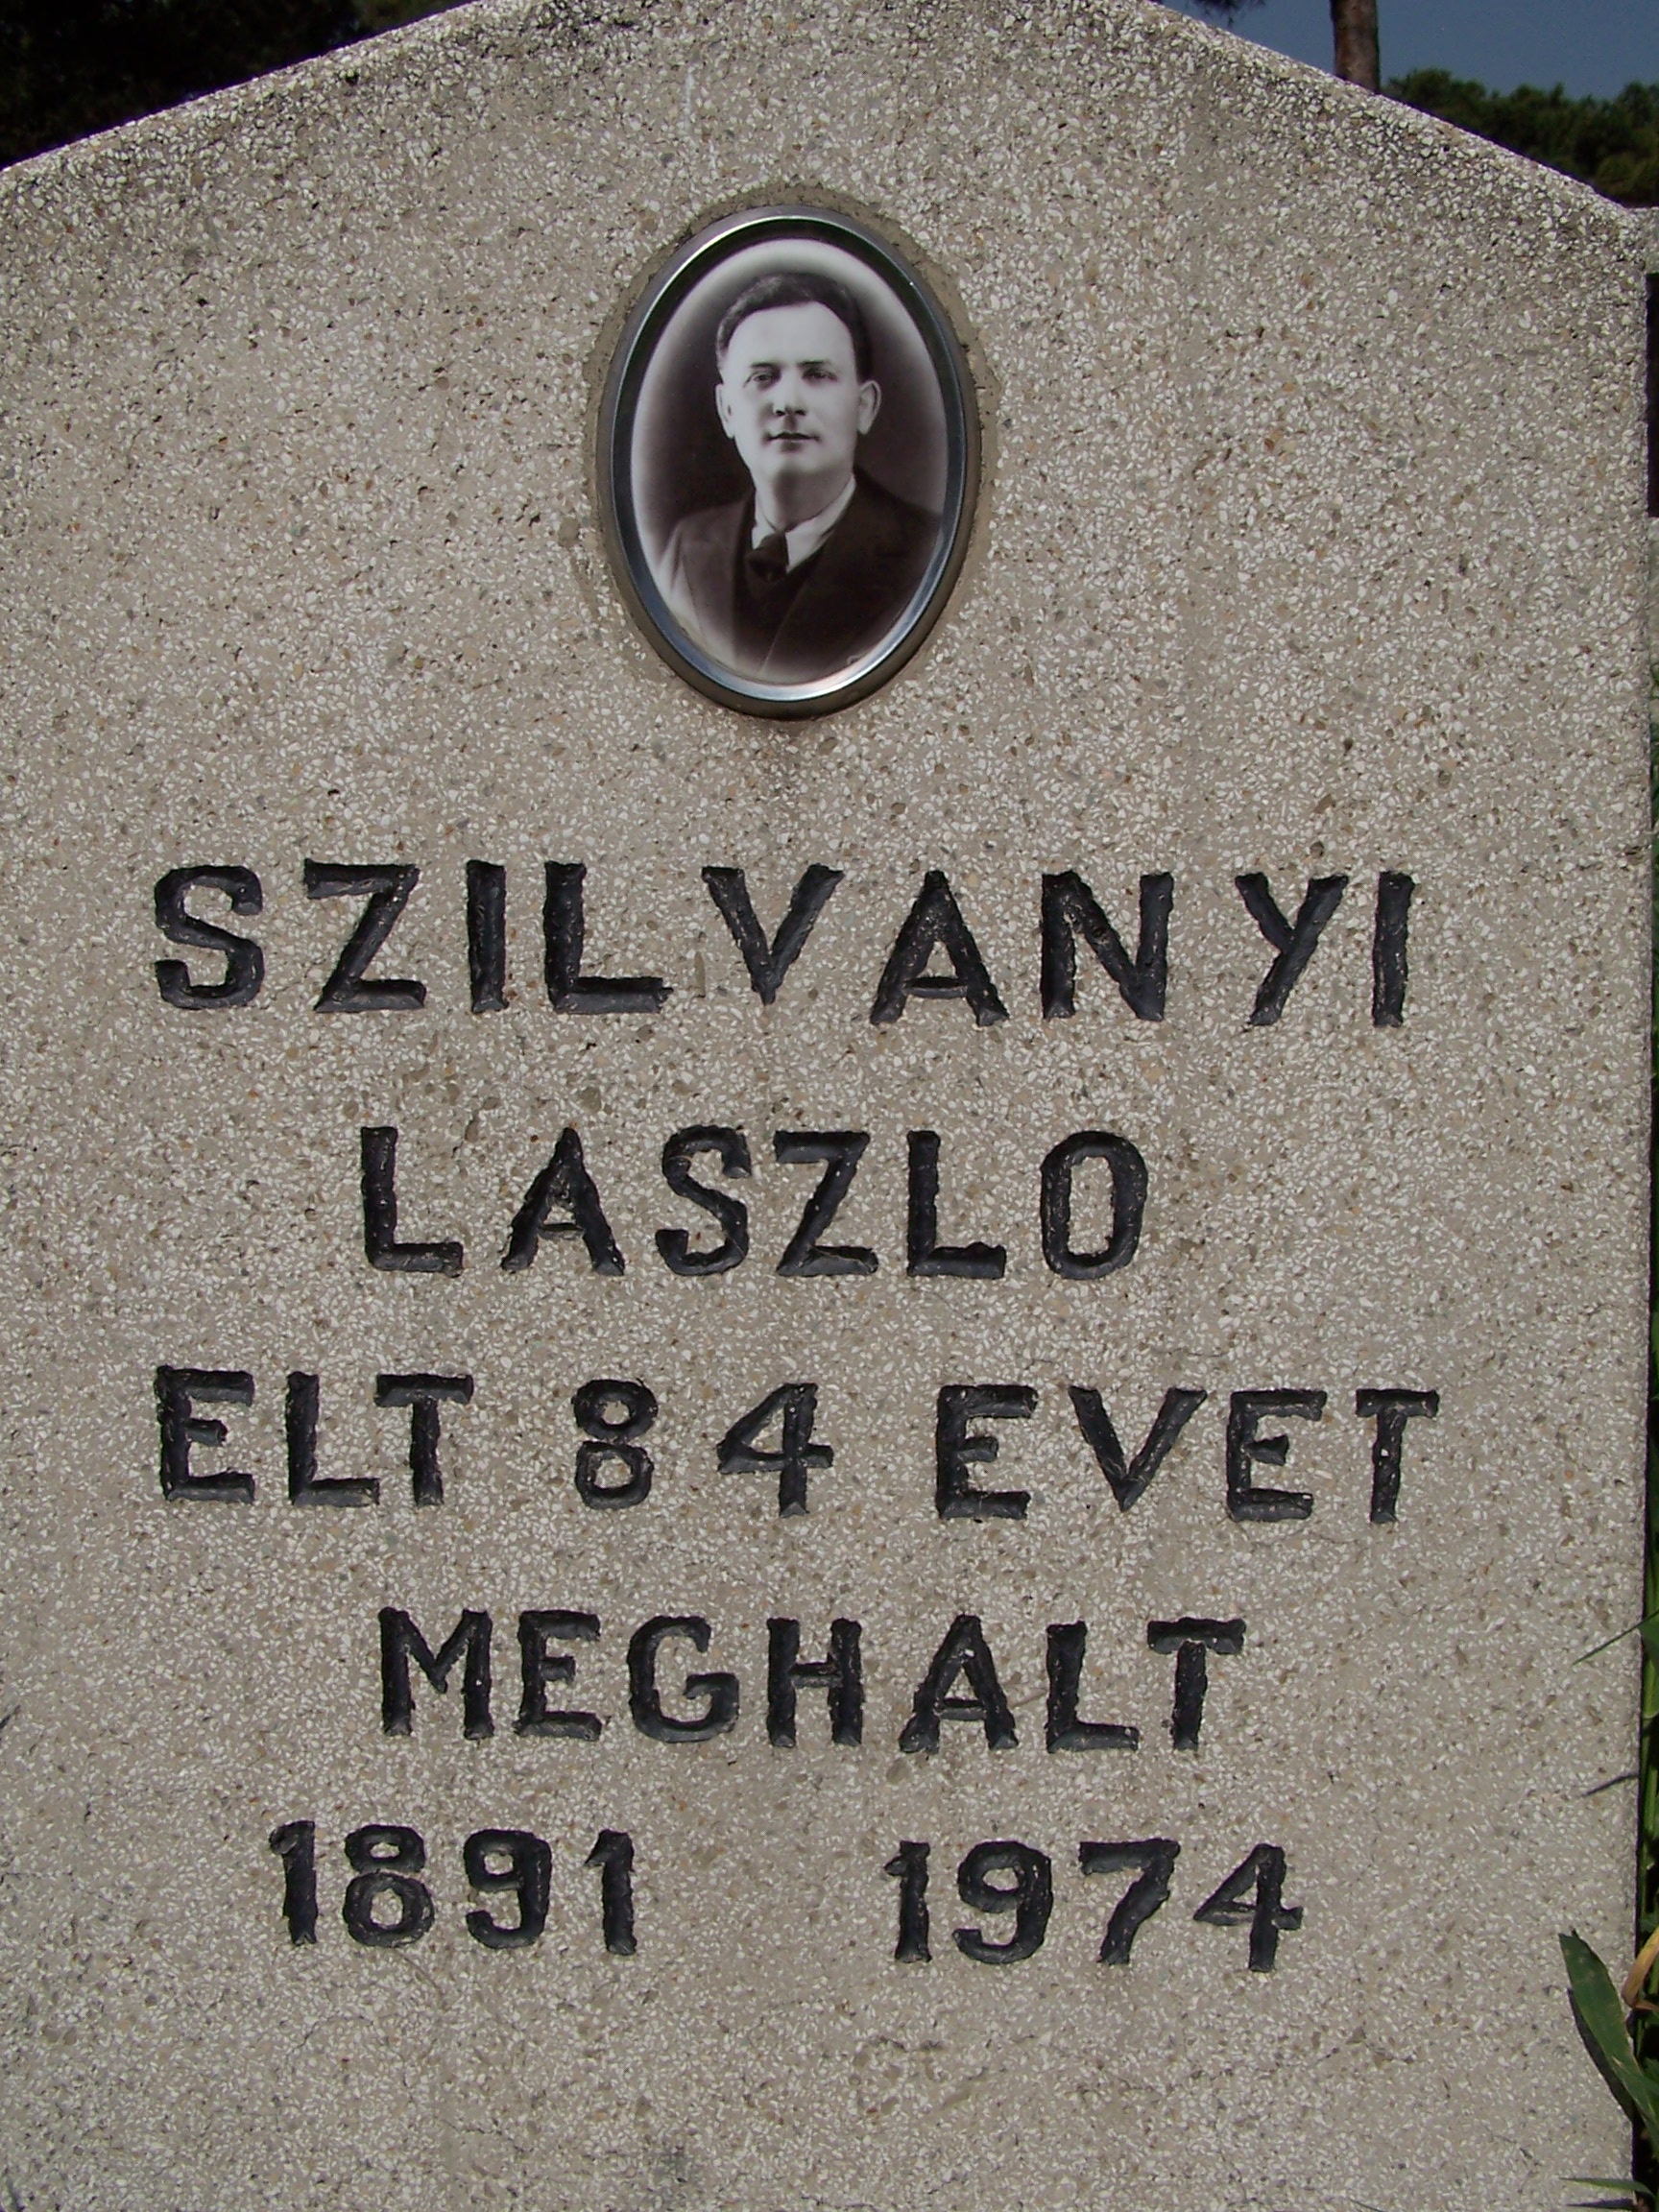 SZILVANYI
LASZLO
ELT 84 EVET
MEGHALT
1891 1974